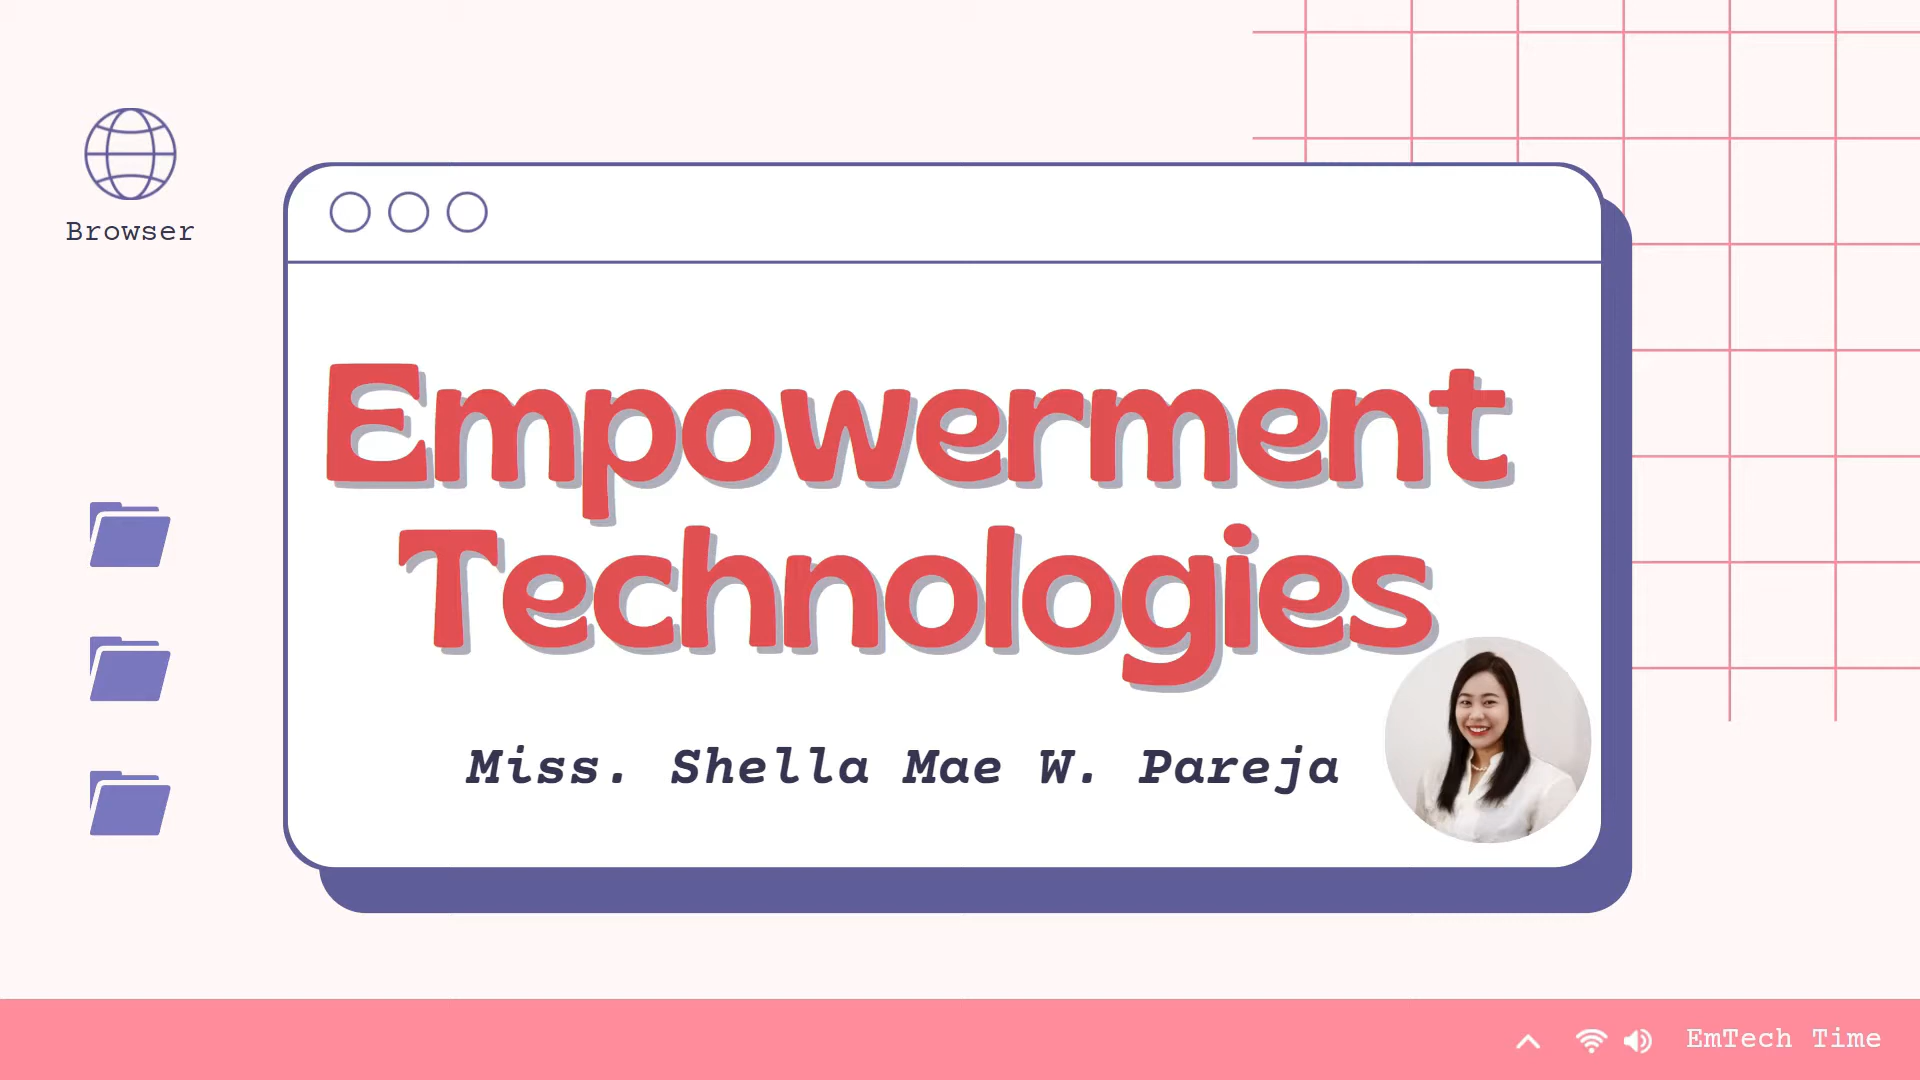 Browser
Empowerment
Technologies
Miss. Shella Mae W. Pareja
EmTech Time